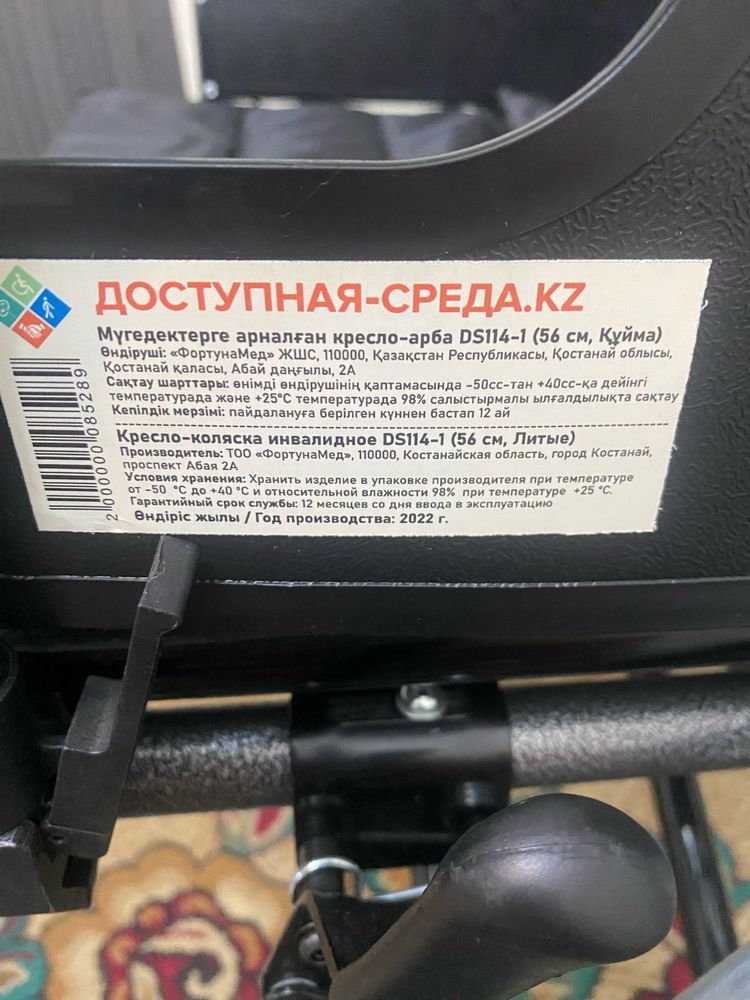 ДОСТУПНАЯ-СРЕДА.KZ
Мүгедектерге арналған кресло-арба DS114-1 (56 см, Құйма)
Өндіруші: «ФортунаМед» ЖШС, 110000, Қазақстан Республикасы, Қостанай облысы,
Қостанай қаласы, Абай даңғылы, 2А
Сақтау шарттары: өнімді өндірушінің қаптамасында -50сс-тан +40сс-қа дейінгі
температурада және +25°С температурада 98% салыстырмалы ылғалдылықта сақтау
Кепілдік мерзімі: пайдалануға берілген күннен бастап 12 ай
Кресло-коляска инвалидное DS114-1 (56 см, Литые)
Производитель: ТОО «ФортунаМед», 110000, Костанайская область, город Костанай,
проспект Абая 2А
Условия хранения: Хранить изделие в упаковке производителя при температуре
от -50 °С до +40 °С и относительной влажности 98% при температуре +25 °С.
Гарантийный срок службы: 12 месяцев со дня ввода в эксплуатацию
Өндіріс жылы / Год производства: 2022 г.
2 000000 085289